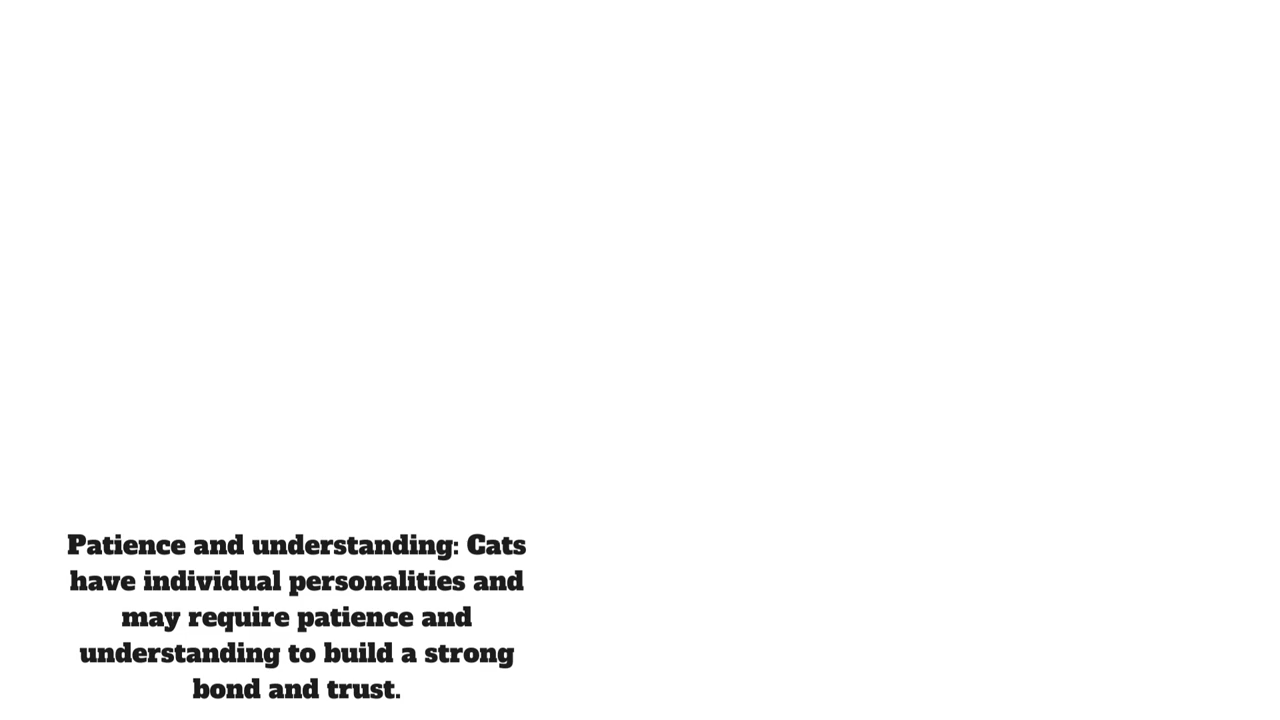 Patience and understanding: Cats
have individual personalities and
may require patience and
understanding to build a strong
bond and trust.